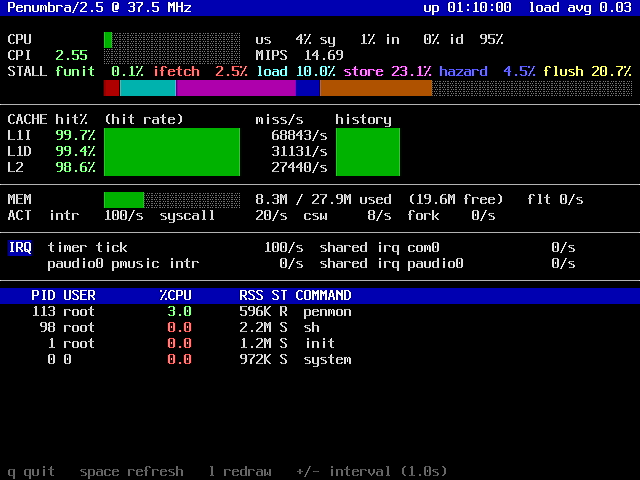 Penumbra/2.5 @ 37.5 MHz up 01:10:00 load avg 0.03
CPU us 4% sy 1% in 0% id 95%
CPI 2.55 MIPS 14.69
STALL funit 0.1% ifetch 2.5% load 10.0% store 23.1% hazard 4.5% flush 20.7%
CACHE hit% (hit rate) miss/s history
L1I 99.7% 68843/s
L1D 99.4% 31131/s
L2 98.6% 27440/s
MEM 8.3M / 27.9M used (19.6M free) flt 0/s
ACT intr 100/s syscall 20/s csw 8/s fork 0/s
IRQ timer tick 100/s shared irq com0 0/s
paudio0 pmusic intr 0/s shared irq paudio0 0/s
PID USER %CPU RSS ST COMMAND
113 root 3.0 596K R penmon
98 root 0.0 2.2M S sh
1 root 0.0 1.2M S init
0 0 0.0 972K S system
q quit space refresh l redraw +/- interval (1.0s)